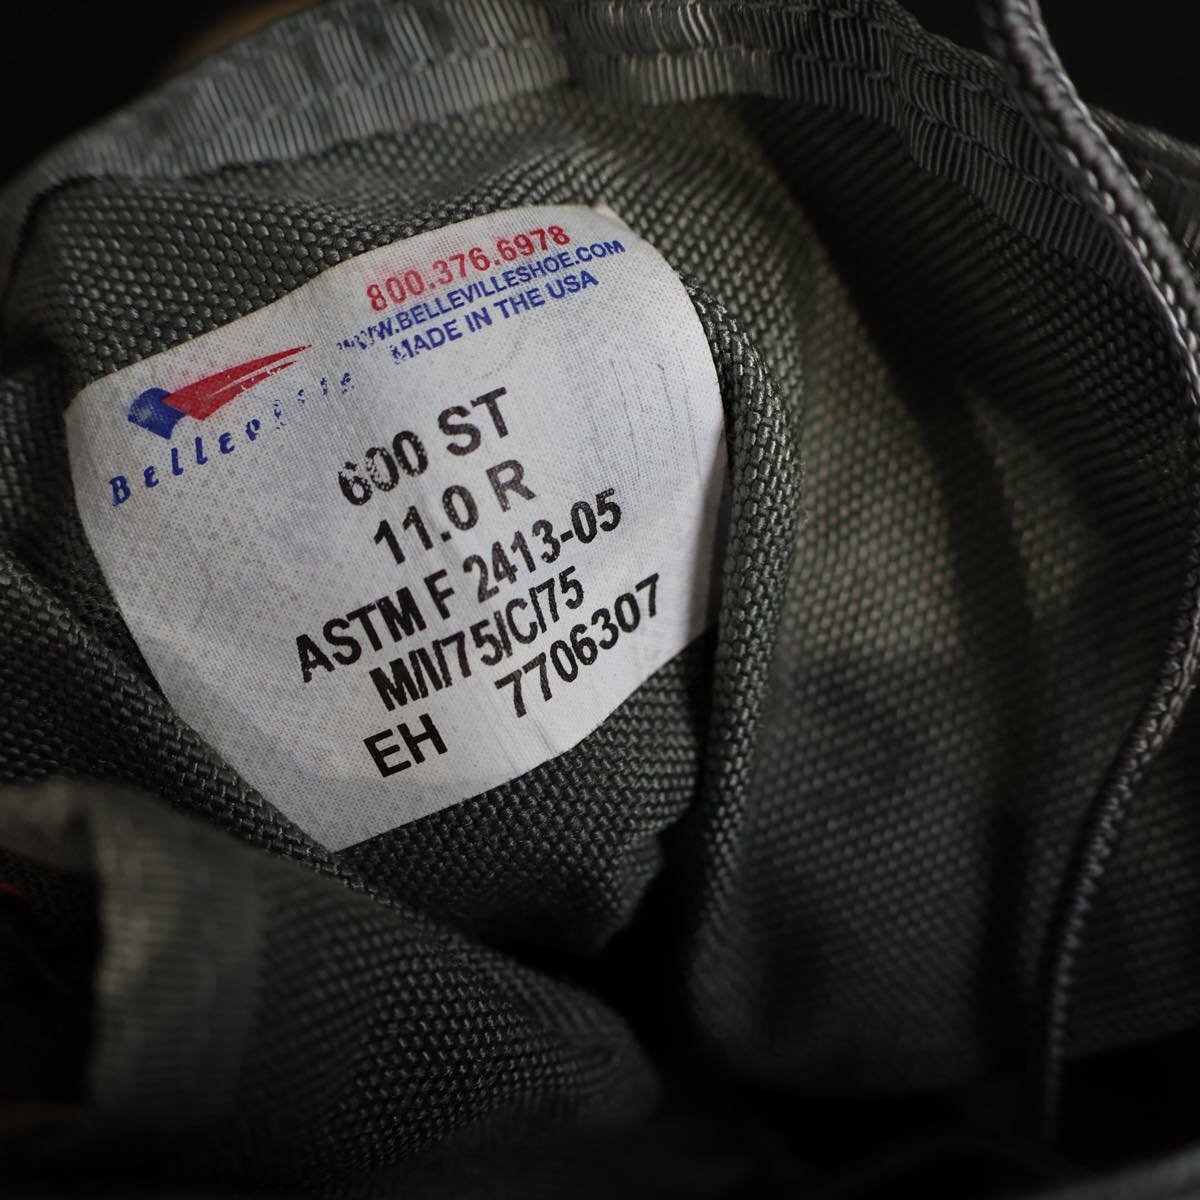 800.376.6978
WWW.BELLEVILLESHOE.COM
MADE IN THE USA
BELLEVILLE
600 ST
11.0 R
ASTM F 2413-05
M/I/75/C/75
EH 7706307